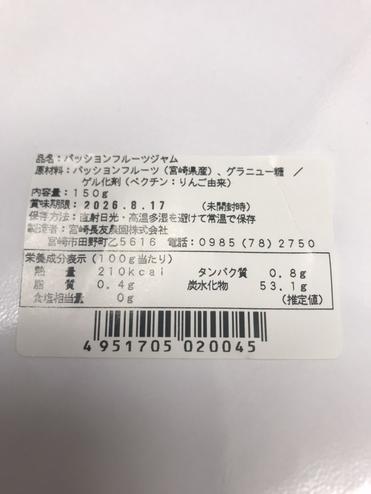 品名：パッションフルーツジャム
原材料：パッションフルーツ（宮崎県産）、グラニュー糖 ／
ゲル化剤（ペクチン：りんご由来）
内容量：150g
賞味期限：2026.8.17 （未開封時）
保存方法：直射日光・高温多湿を避けて常温で保存
製造者：宮崎長友農園株式会社
宮崎市田野町乙5616 電話 0985(78)2750
栄養成分表示（100g当たり）
熱 量 210kcal タンパク質 0.8g
脂 質 0.4g 炭水化物 53.1g
食塩相当量 0g （推定値）
4951705020045